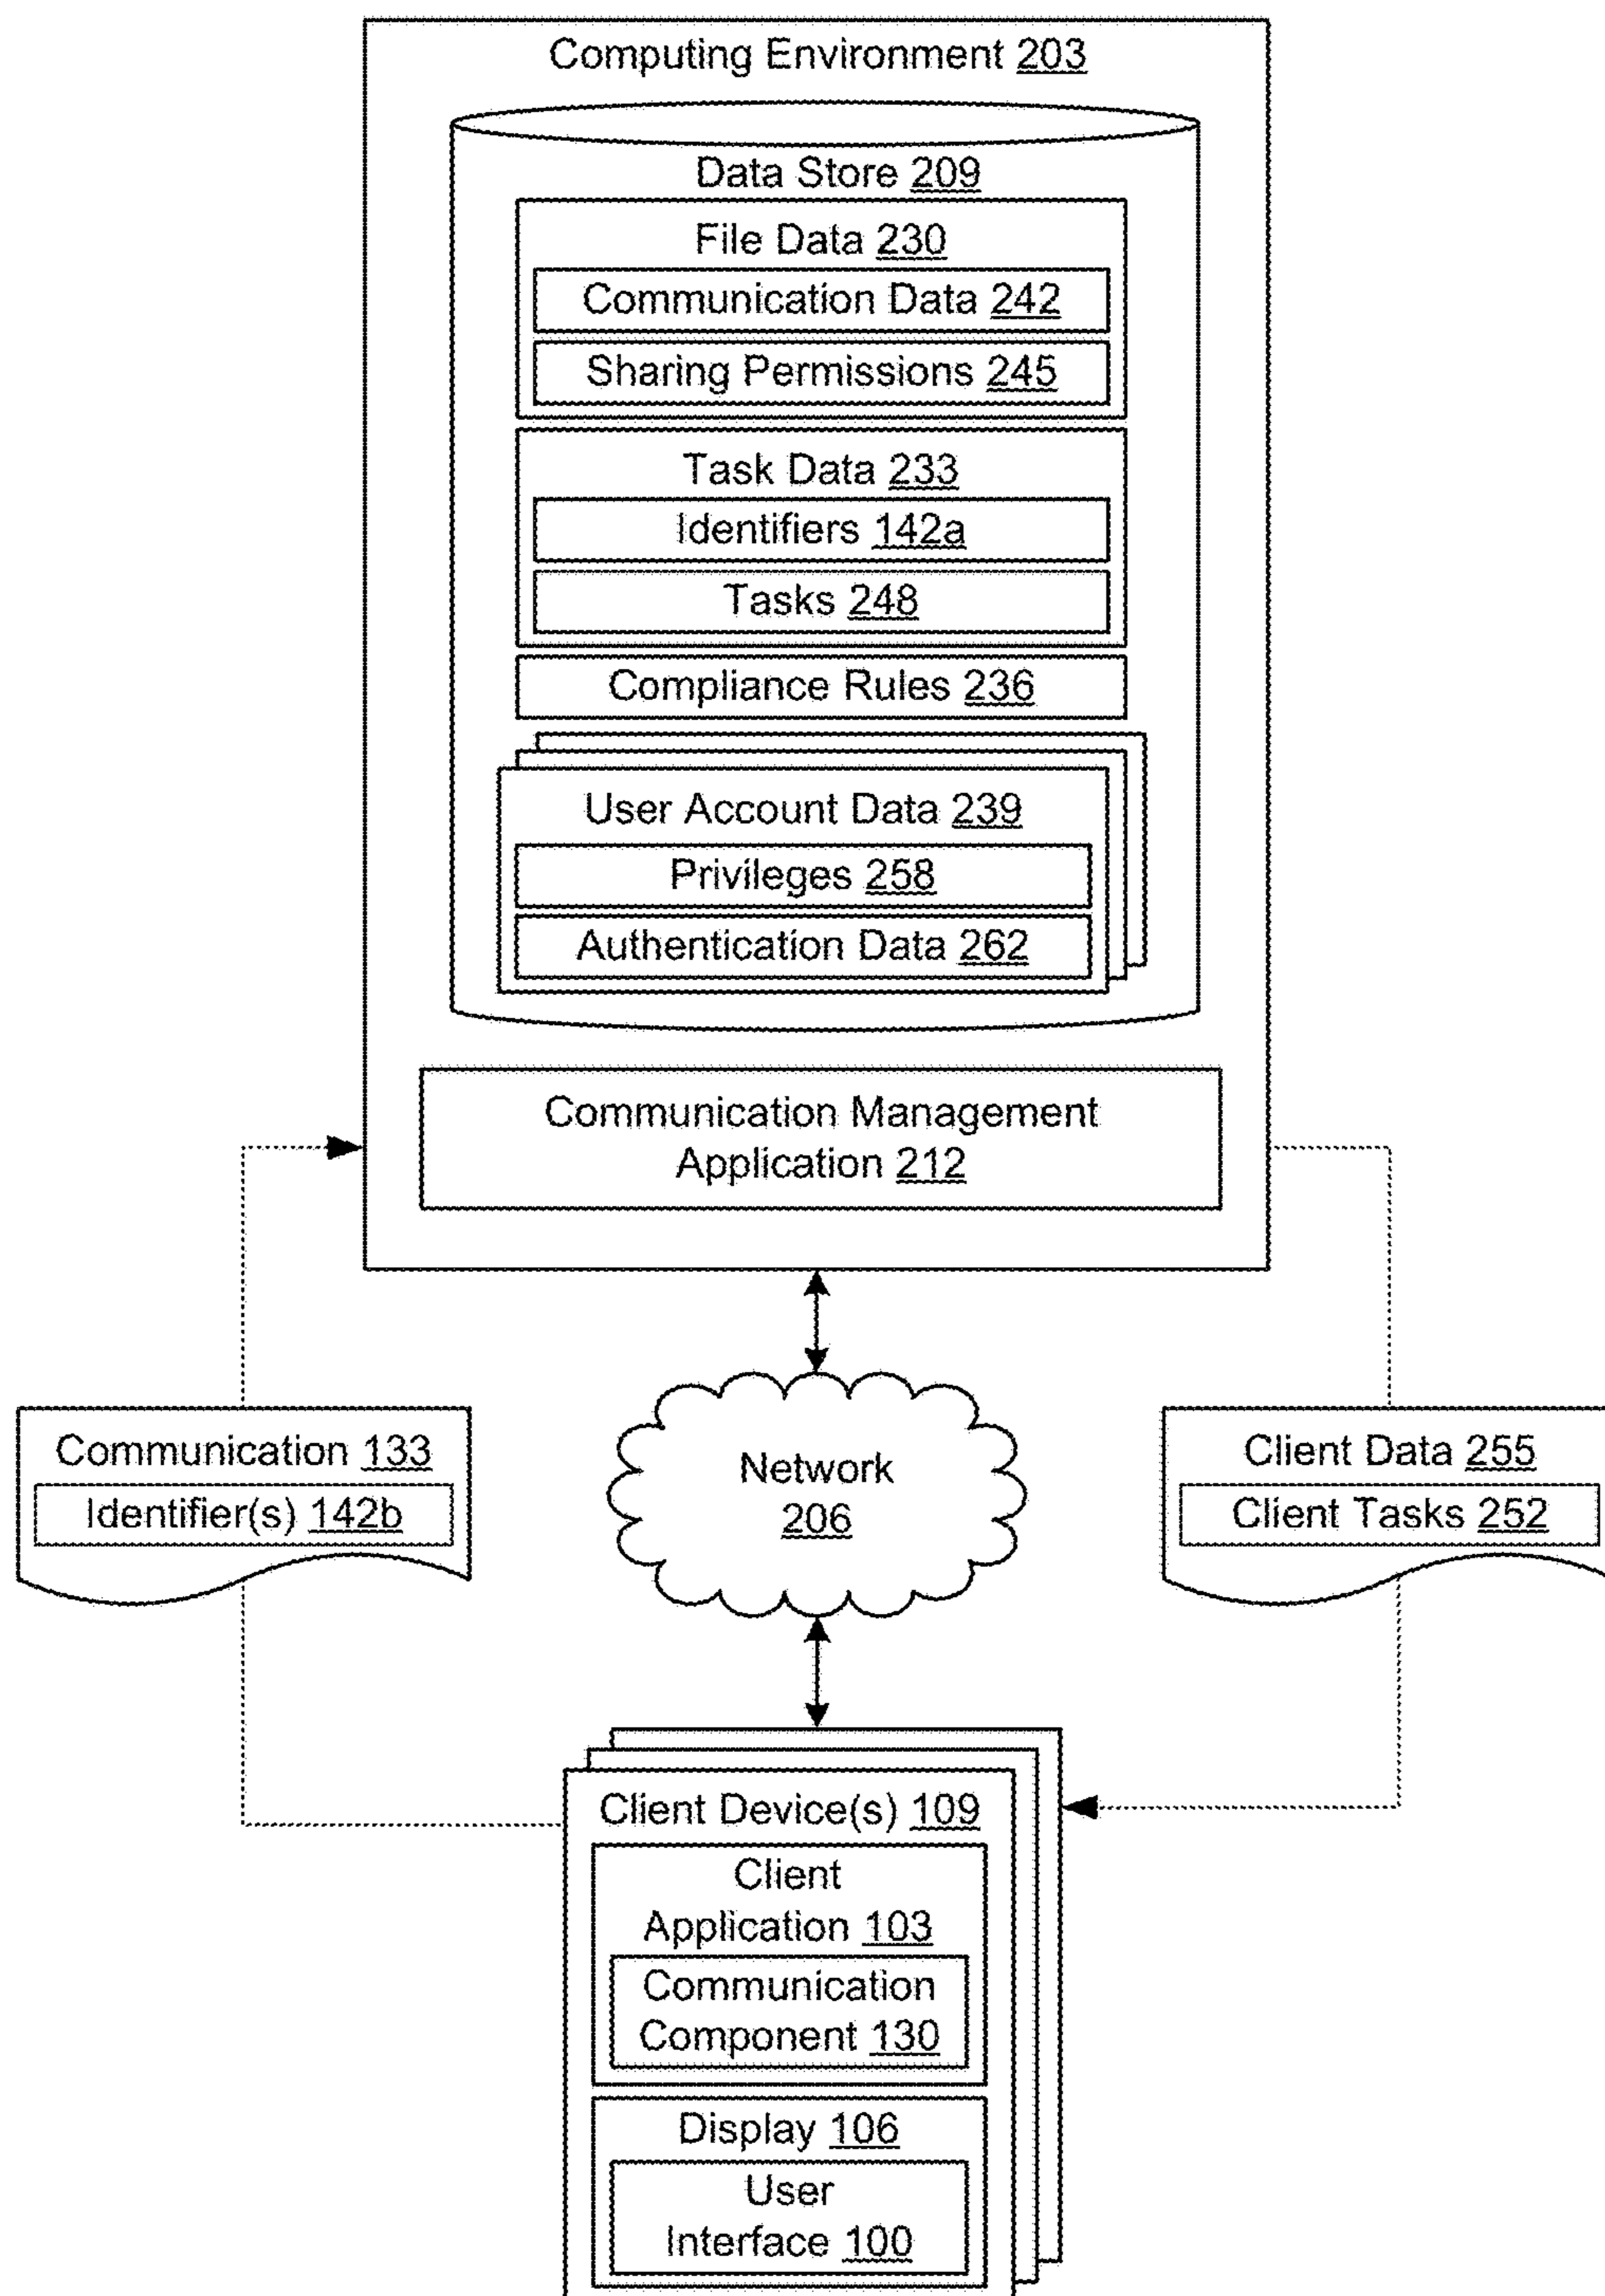 Computing Environment 203
Data Store 209
File Data 230
Communication Data 242
Sharing Permissions 245
Task Data 233
Identifiers 142a
Tasks 248
Compliance Rules 236
User Account Data 239
Privileges 258
Authentication Data 262
Communication Management
Application 212
Communication 133
Identifier(s) 142b
Network
206
Client Data 255
Client Tasks 252
Client Device(s) 109
Client
Application 103
Communication
Component 130
Display 106
User
Interface 100